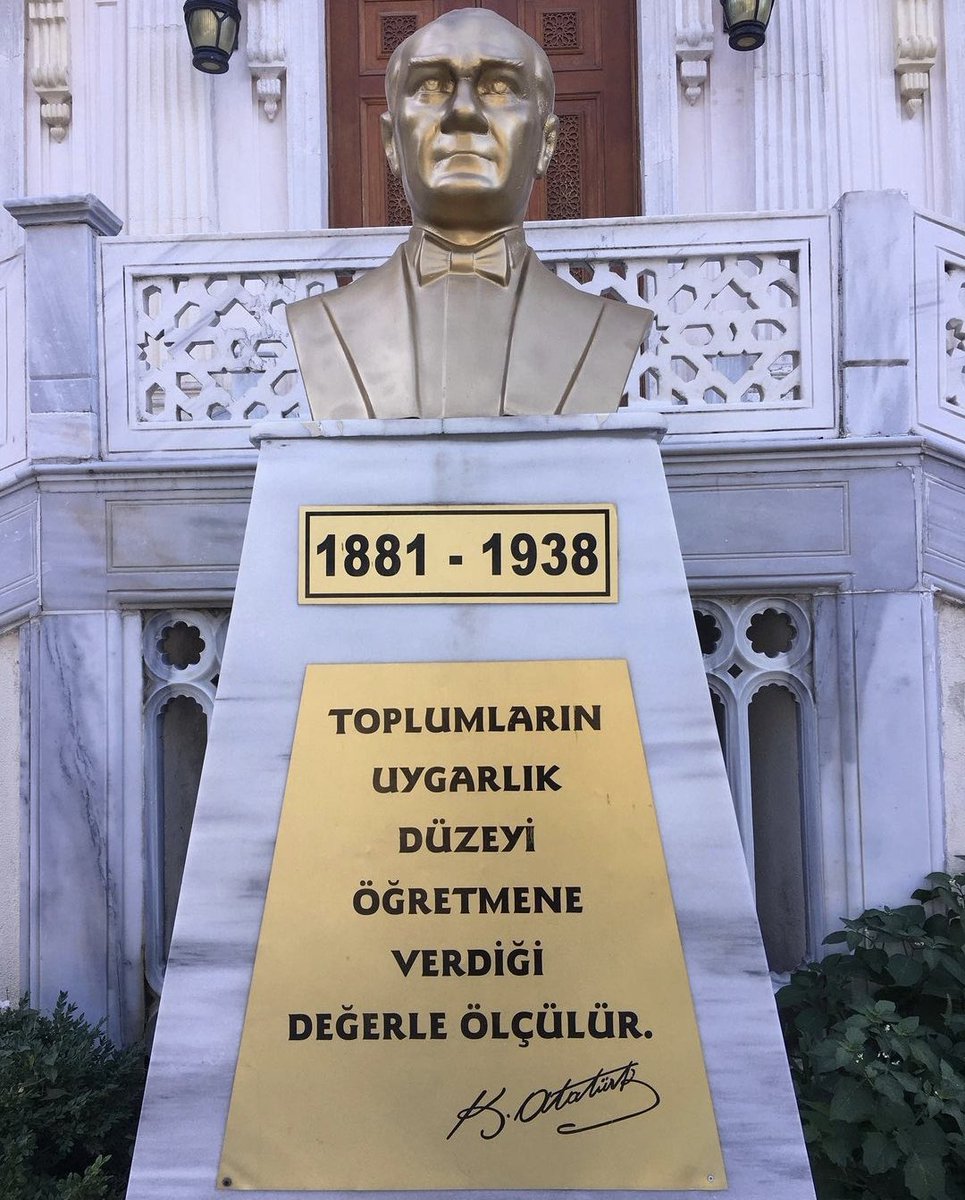 1881 - 1938
TOPLUMLARIN
UYGARLIK
DÜZEYİ
ÖĞRETMENE
VERDİĞİ
DEĞERLE ÖLÇÜLÜR.
K. Atatürk